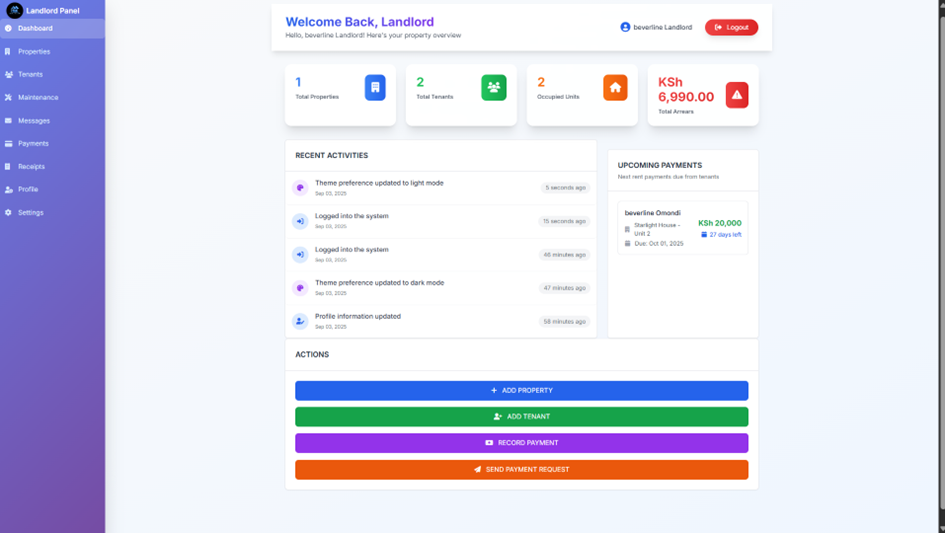 Landlord Panel
Dashboard
Properties
Tenants
Maintenance
Messages
Payments
Receipts
Profile
Settings
Welcome Back, Landlord
Hello, beverline Landlord! Here's your property overview
beverline Landlord
Logout
1
Total Properties
2
Total Tenants
2
Occupied Units
KSh
6,990.00
Total Arrears
RECENT ACTIVITIES
Theme preference updated to light mode
Sep 03, 2025
5 seconds ago
Logged into the system
Sep 03, 2025
15 seconds ago
Logged into the system
Sep 03, 2025
46 minutes ago
Theme preference updated to dark mode
Sep 03, 2025
47 minutes ago
Profile information updated
Sep 03, 2025
58 minutes ago
UPCOMING PAYMENTS
Next rent payments due from tenants
beverline Omondi
Starlight House -
Unit 2
Due: Oct 01, 2025
KSh 20,000
27 days left
ACTIONS
ADD PROPERTY
ADD TENANT
RECORD PAYMENT
SEND PAYMENT REQUEST